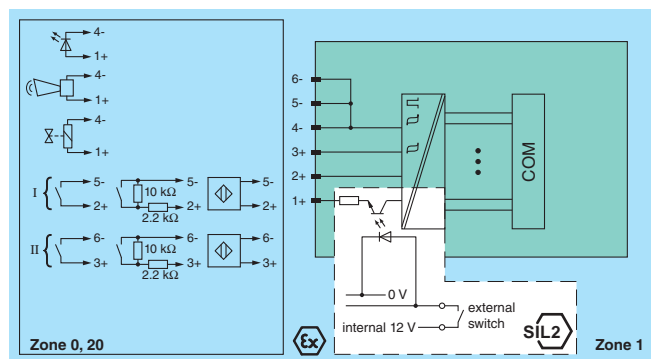 4-
1+
4-
1+
4-
1+
I
5-
2+
10 kΩ
2.2 kΩ
5-
2+
5-
2+
II
6-
3+
10 kΩ
2.2 kΩ
6-
3+
6-
3+
Zone 0, 20
6-
5-
4-
3+
2+
1+
COM
0 V
internal 12 V
external
switch
SIL2
Ex
Zone 1